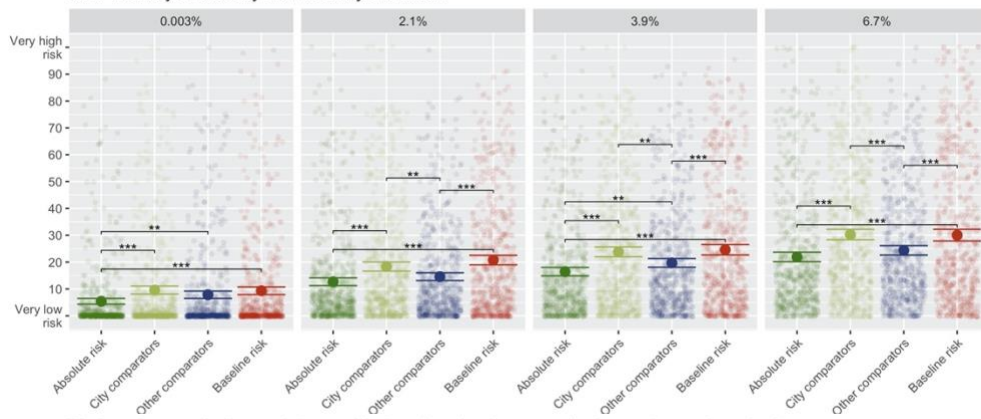 0.003% 2.1% 3.9% 6.7%
Very high
risk
90
80
70
60
50
40
30
20
10
Very low
risk
** *** ***
** *** *** ***
** *** ** *** ***
*** *** *** ***
Absolute risk City comparators Other comparators Baseline risk Absolute risk City comparators Other comparators Baseline risk Absolute risk City comparators Other comparators Baseline risk Absolute risk City comparators Other comparators Baseline risk